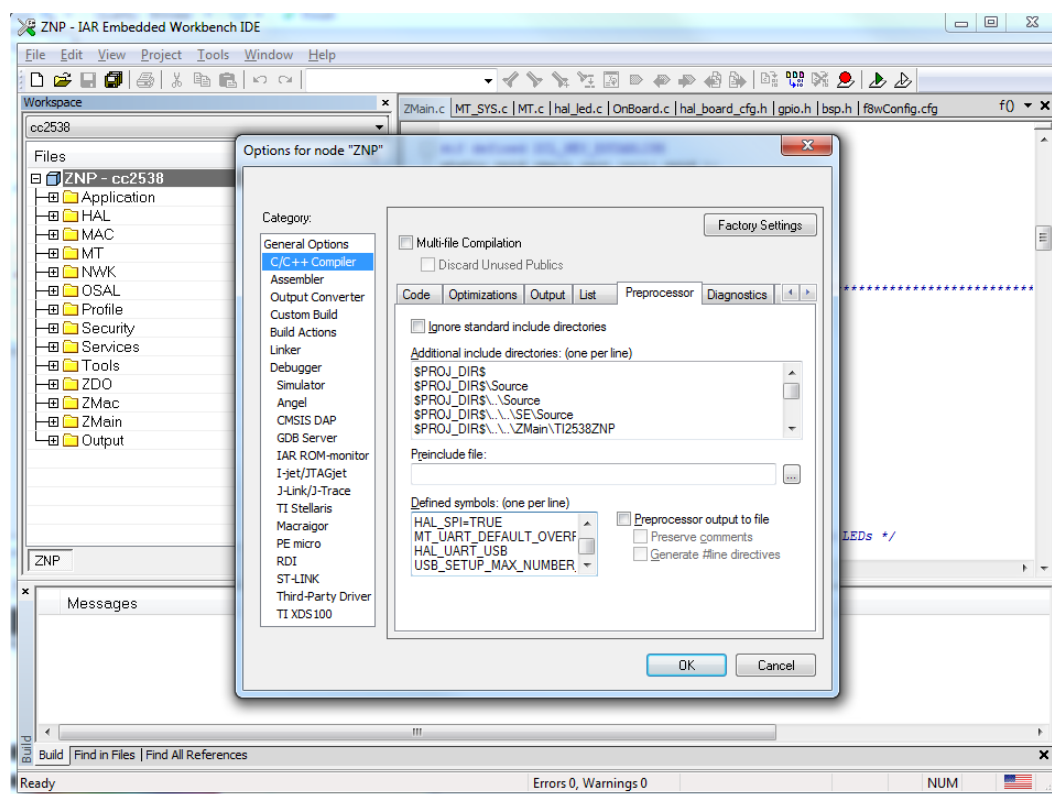 ZNP - IAR Embedded Workbench IDE
File Edit View Project Tools Window Help
Workspace
ZMain.c | MT_SYS.c | MT.c | hal_led.c | OnBoard.c | hal_board_cfg.h | gpio.h | bsp.h | f8wConfig.cfg
f()
cc2538
Files
ZNP - cc2538
Application
HAL
MAC
MT
NWK
OSAL
Profile
Security
Services
Tools
ZDO
ZMac
ZMain
Output
ZNP
Options for node "ZNP"
Category:
General Options
C/C++ Compiler
Assembler
Output Converter
Custom Build
Build Actions
Linker
Debugger
Simulator
Angel
CMSIS DAP
GDB Server
IAR ROM-monitor
I-jet/JTAGjet
J-Link/J-Trace
TI Stellaris
Macraigor
PE micro
RDI
ST-LINK
Third-Party Driver
TI XDS100
Factory Settings
Multi-file Compilation
Discard Unused Publics
Code Optimizations Output List Preprocessor Diagnostics
Ignore standard include directories
Additional include directories: (one per line)
$PROJ_DIR$
$PROJ_DIR$\Source
$PROJ_DIR$\..\Source
$PROJ_DIR$\..\..\SE\Source
$PROJ_DIR$\..\..\ZMain\TI2538ZNP
Preinclude file:
...
Defined symbols: (one per line)
HAL_SPI=TRUE
MT_UART_DEFAULT_OVERF
HAL_UART_USB
USB_SETUP_MAX_NUMBER_
Preprocessor output to file
Preserve comments
Generate #line directives
OK Cancel
**************************
LEDs */
Messages
Build
Build | Find in Files | Find All References
Ready
Errors 0, Warnings 0
NUM